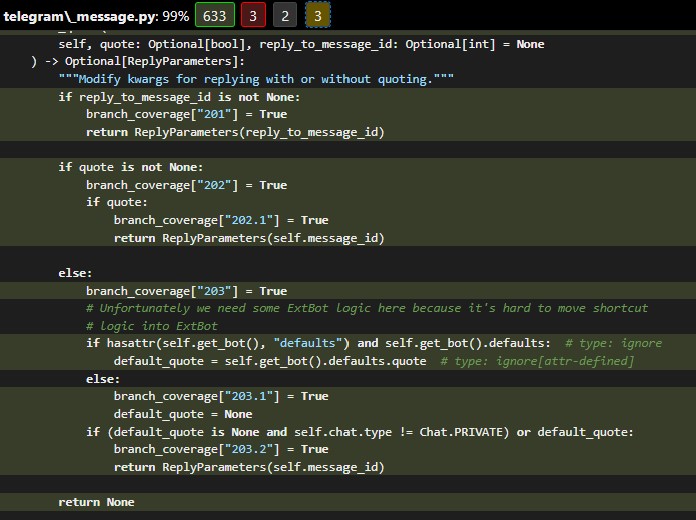 telegram\_message.py: 99% 633 3 2 3
self, quote: Optional[bool], reply_to_message_id: Optional[int] = None
) -> Optional[ReplyParameters]:
"""Modify kwargs for replying with or without quoting."""
if reply_to_message_id is not None:
branch_coverage["201"] = True
return ReplyParameters(reply_to_message_id)
if quote is not None:
branch_coverage["202"] = True
if quote:
branch_coverage["202.1"] = True
return ReplyParameters(self.message_id)
else:
branch_coverage["203"] = True
# Unfortunately we need some ExtBot logic here because it's hard to move shortcut
# logic into ExtBot
if hasattr(self.get_bot(), "defaults") and self.get_bot().defaults:  # type: ignore
default_quote = self.get_bot().defaults.quote  # type: ignore[attr-defined]
else:
branch_coverage["203.1"] = True
default_quote = None
if (default_quote is None and self.chat.type != Chat.PRIVATE) or default_quote:
branch_coverage["203.2"] = True
return ReplyParameters(self.message_id)
return None